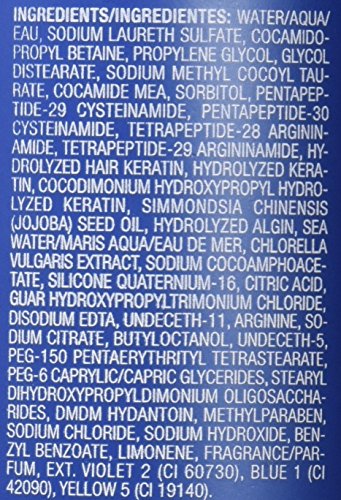 INGREDIENTS/INGREDIENTES: WATER/AQUA/
EAU, SODIUM LAURETH SULFATE, COCAMIDO-
PROPYL BETAINE, PROPYLENE GLYCOL, GLYCOL
DISTEARATE, SODIUM METHYL COCOYL TAU-
RATE, COCAMIDE MEA, SORBITOL, PENTAPEP-
TIDE-29 CYSTEINAMIDE, PENTAPEPTIDE-30
CYSTEINAMIDE, TETRAPEPTIDE-28 ARGININ-
AMIDE, TETRAPEPTIDE-29 ARGININAMIDE, HY-
DROLYZED HAIR KERATIN, HYDROLYZED KERA-
TIN, COCODIMONIUM HYDROXYPROPYL HYDRO-
LYZED KERATIN, SIMMONDSIA CHINENSIS
(JOJOBA) SEED OIL, HYDROLYZED ALGIN, SEA
WATER/MARIS AQUA/EAU DE MER, CHLORELLA
VULGARIS EXTRACT, SODIUM COCOAMPHOACE-
TATE, SILICONE QUATERNIUM-16, CITRIC ACID,
GUAR HYDROXYPROPYLTRIMONIUM CHLORIDE,
DISODIUM EDTA, UNDECETH-11, ARGININE, SO-
DIUM CITRATE, BUTYLOCTANOL, UNDECETH-5,
PEG-150 PENTAERYTHRITYL TETRASTEARATE,
PEG-6 CAPRYLIC/CAPRIC GLYCERIDES, STEARYL
DIHYDROXYPROPYLDIMONIUM OLIGOSACCHA-
RIDES, DMDM HYDANTOIN, METHYLPARABEN,
SODIUM CHLORIDE, SODIUM HYDROXIDE, BEN-
ZYL BENZOATE, LIMONENE, FRAGRANCE/PAR-
FUM, EXT. VIOLET 2 (CI 60730), BLUE 1 (CI
42090), YELLOW 5 (CI 19140).